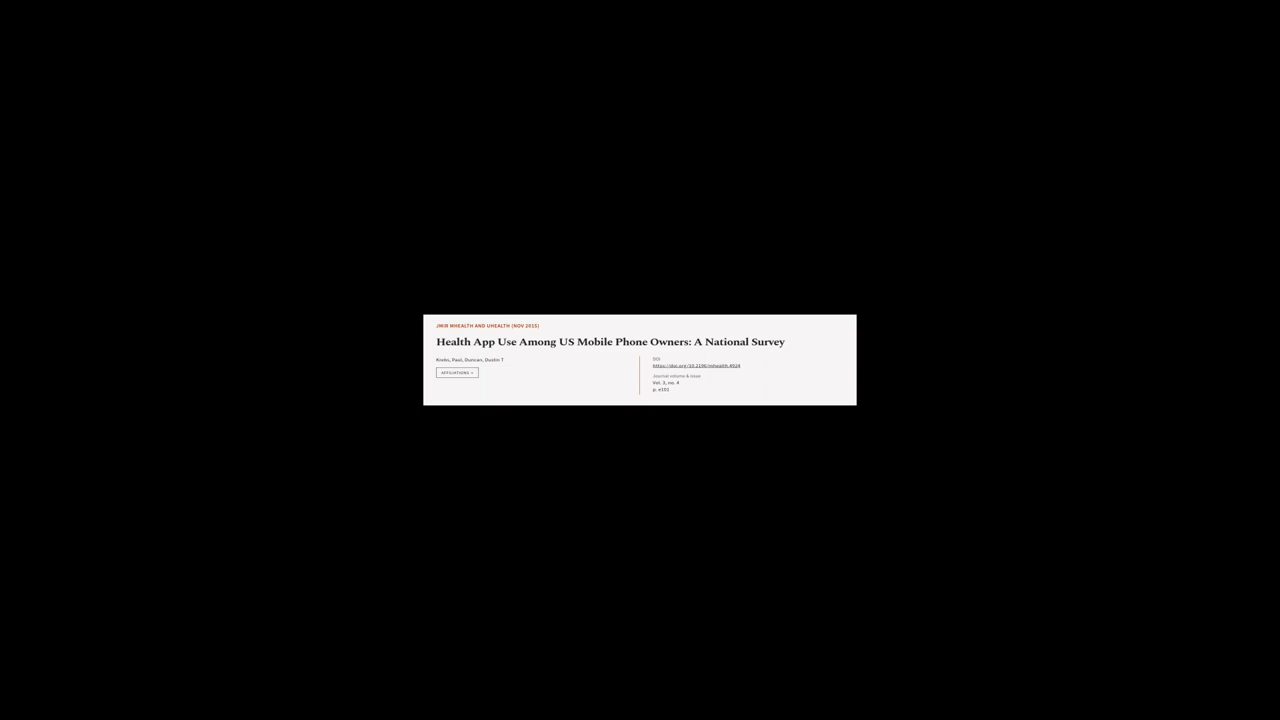 JMIR MHEALTH AND UHEALTH (NOV 2015)
Health App Use Among US Mobile Phone Owners: A National Survey
Krebs, Paul, Duncan, Dustin T
AFFILIATIONS +
DOI
https://doi.org/10.2196/mhealth.4924
Journal volume & issue
Vol. 3, no. 4
p. e101